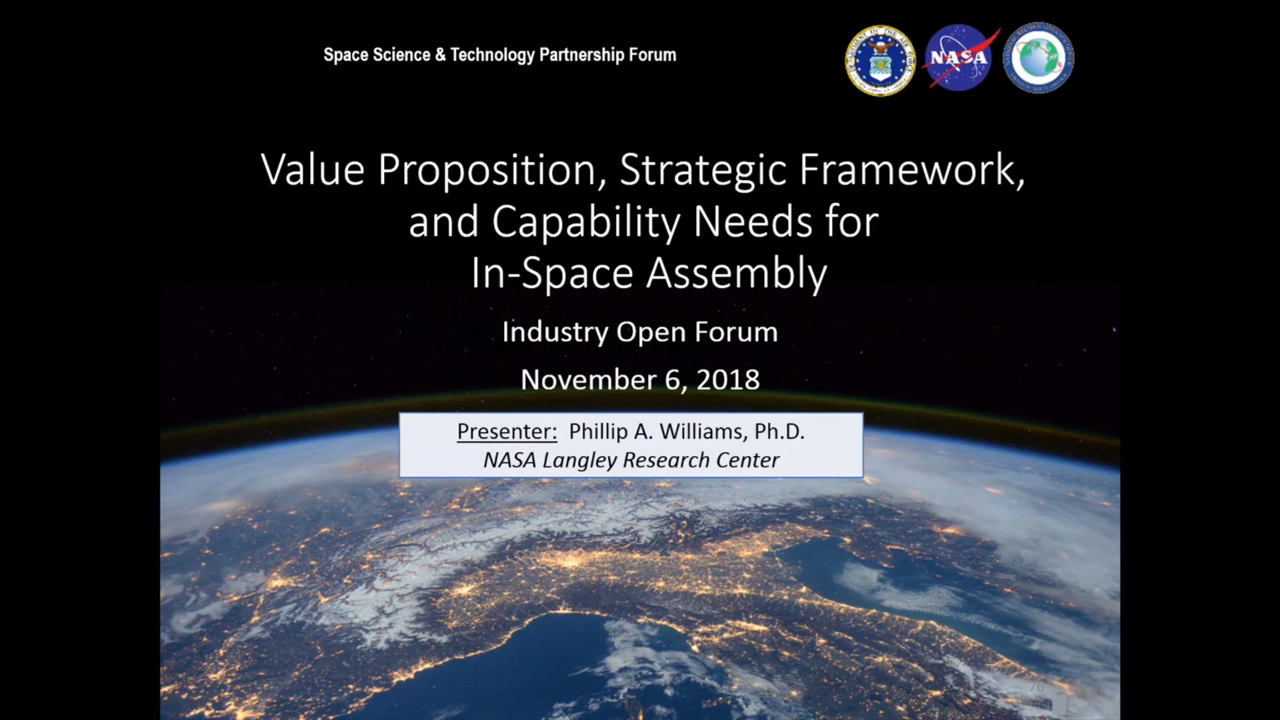 Space Science & Technology Partnership Forum
NASA
Value Proposition, Strategic Framework,
and Capability Needs for
In-Space Assembly
Industry Open Forum
November 6, 2018
Presenter: Phillip A. Williams, Ph.D.
NASA Langley Research Center